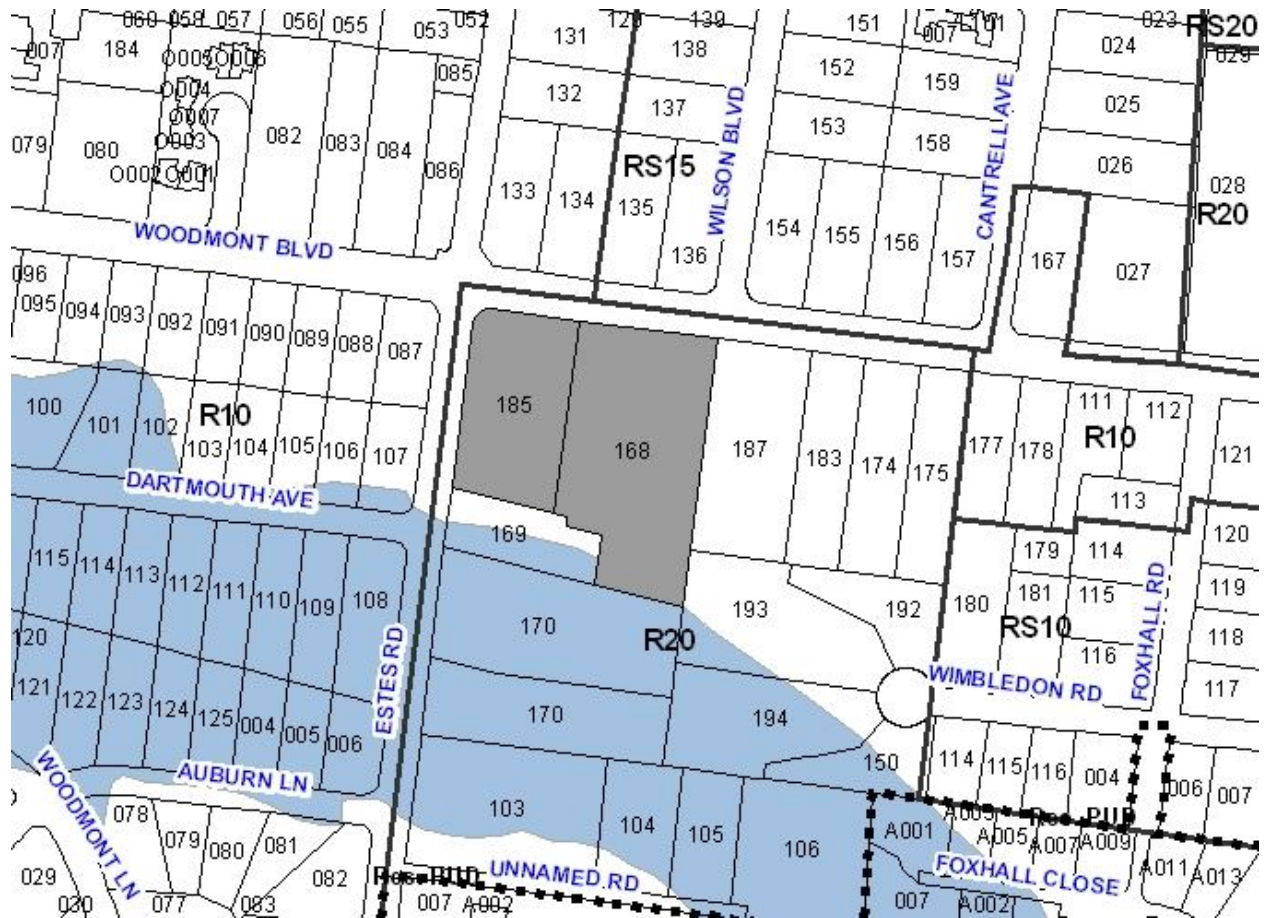 060 058 057 056 055 052
129 139 151 007 101 023 RS20
007 184 O005 O006 053 131 138 024 029
085 152 159
O004 132 137 WILSON BLVD CANTRELL AVE 025
O007 082 083 084 153 158
079 080 O003 086 RS15 026
O002 O001 133 134 135 154 155 156 157 028
R20
WOODMONT BLVD 136 167 027
096
095 094 093 092 091 090 089 088 087
100 101 102 R10 185 111 112
103 104 105 106 107 168 187 183 174 175 177 178 R10 121
DARTMOUTH AVE 113
169 120
115 114 113 112 111 110 109 108 179 114
119
170 193 192 180 181 115
120 R20 RS10 118
116 FOXHALL RD
121 122 123 124 125 004 005 006 ESTES RD WIMBLEDON RD 117
170 194
WOODMONT LN AUBURN LN 150 114 115 116 004 006 007
078 103 104 105 106
079 080 081 A001 A003 A005 A007 A009
029 082 UNNAMED RD FOXHALL CLOSE A011 A013
030 077 083 007 A002 007 A002